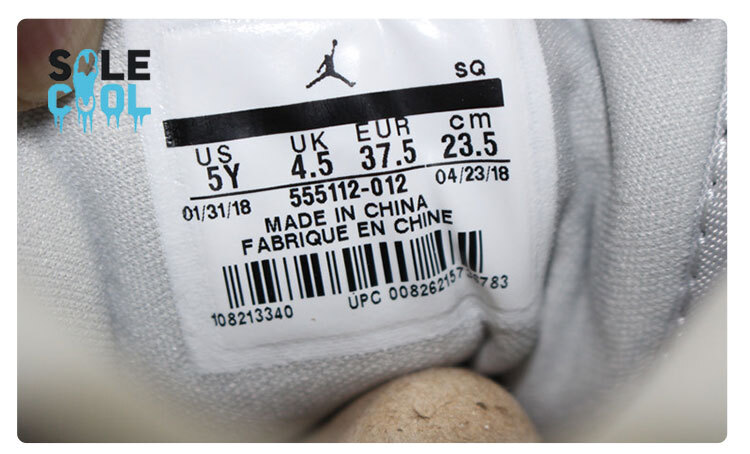 SOLE
COOL
SQ
US UK EUR cm
5Y 4.5 37.5 23.5
01/31/18 555112-012 04/23/18
MADE IN CHINA
FABRIQUE EN CHINE
108213340 UPC